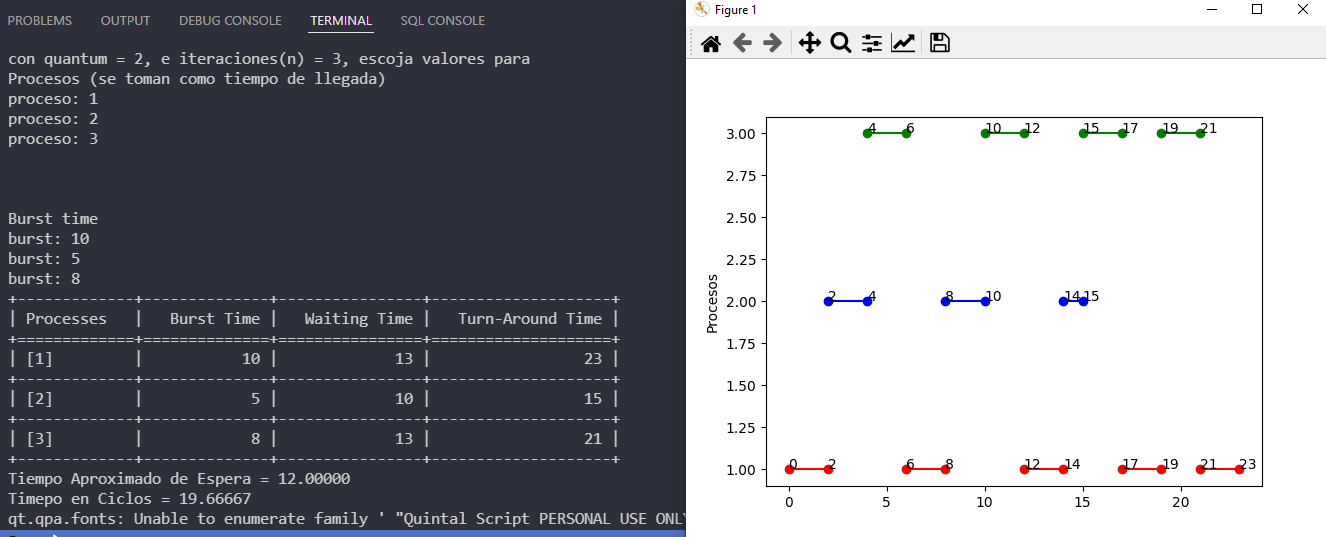 PROBLEMS OUTPUT DEBUG CONSOLE TERMINAL SQL CONSOLE
con quantum = 2, e iteraciones(n) = 3, escoja valores para
Procesos (se toman como tiempo de llegada)
proceso: 1
proceso: 2
proceso: 3
Burst time
burst: 10
burst: 5
burst: 8
+-------------+--------------+----------------+--------------------+
| Processes   |   Burst Time |   Waiting Time |   Turn-Around Time |
+=============+==============+================+====================+
| [1]         |           10 |             13 |                 23 |
+-------------+--------------+----------------+--------------------+
| [2]         |            5 |             10 |                 15 |
+-------------+--------------+----------------+--------------------+
| [3]         |            8 |             13 |                 21 |
+-------------+--------------+----------------+--------------------+
Tiempo Aproximado de Espera = 12.00000
Timepo en Ciclos = 19.66667
qt.qpa.fonts: Unable to enumerate family ' "Quintal Script PERSONAL USE ONLY
Figure 1
3.00
2.75
2.50
2.25
2.00
1.75
1.50
1.25
1.00
Procesos
4 6 10 12 15 17 19 21
2 4 8 10 14 15
0 2 6 8 12 14 17 19 21 23
0 5 10 15 20